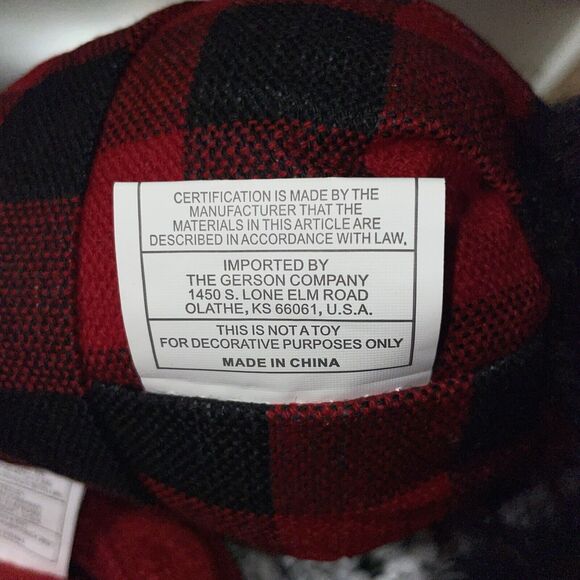 CERTIFICATION IS MADE BY THE
MANUFACTURER THAT THE
MATERIALS IN THIS ARTICLE ARE
DESCRIBED IN ACCORDANCE WITH LAW.
IMPORTED BY
THE GERSON COMPANY
1450 S. LONE ELM ROAD
OLATHE, KS 66061, U.S.A.
THIS IS NOT A TOY
FOR DECORATIVE PURPOSES ONLY
MADE IN CHINA